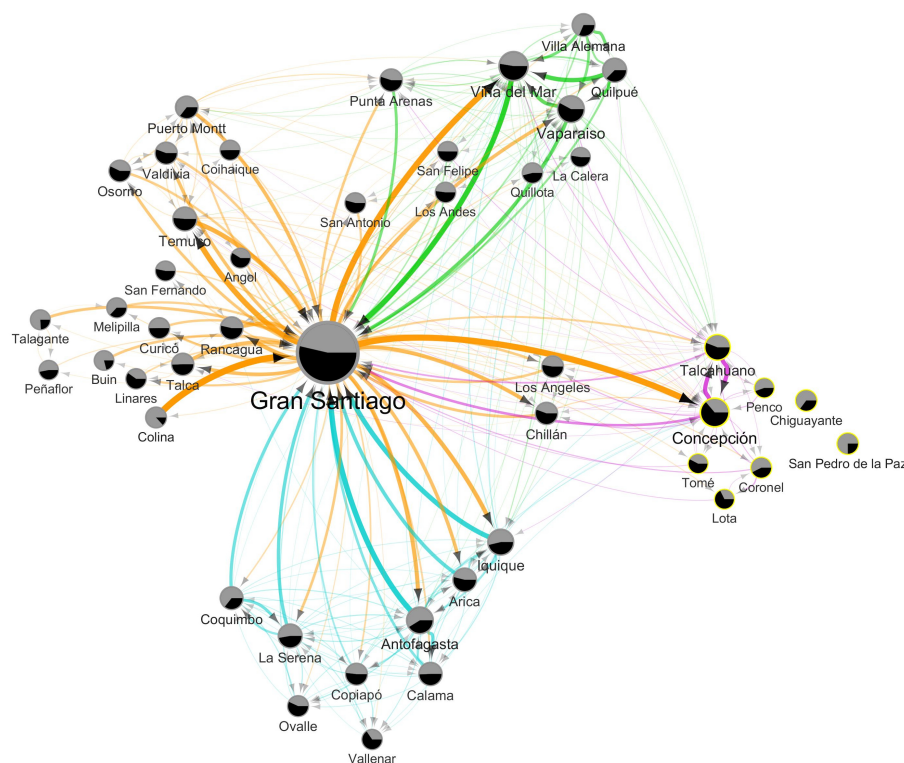 Villa Alemana
Viña del Mar
Quilpué
Punta Arenas
Puerto Montt
Vaparaiso
Coihaique
San Felipe
La Calera
Valdivia
Osorno
Quillota
Los Andes
San Antonio
Temuco
Angol
San Fernando
Melipilla
Talagante
Curicó
Rancagua
Talcahuano
Peñaflor
Buin
Talca
Linares
Los Angeles
Gran Santiago
Penco
Chiguayante
Colina
Chillán
Concepción
San Pedro de la Paz
Tomé
Coronel
Lota
Iquique
Arica
Coquimbo
Antofagasta
La Serena
Copiapó
Calama
Ovalle
Vallenar